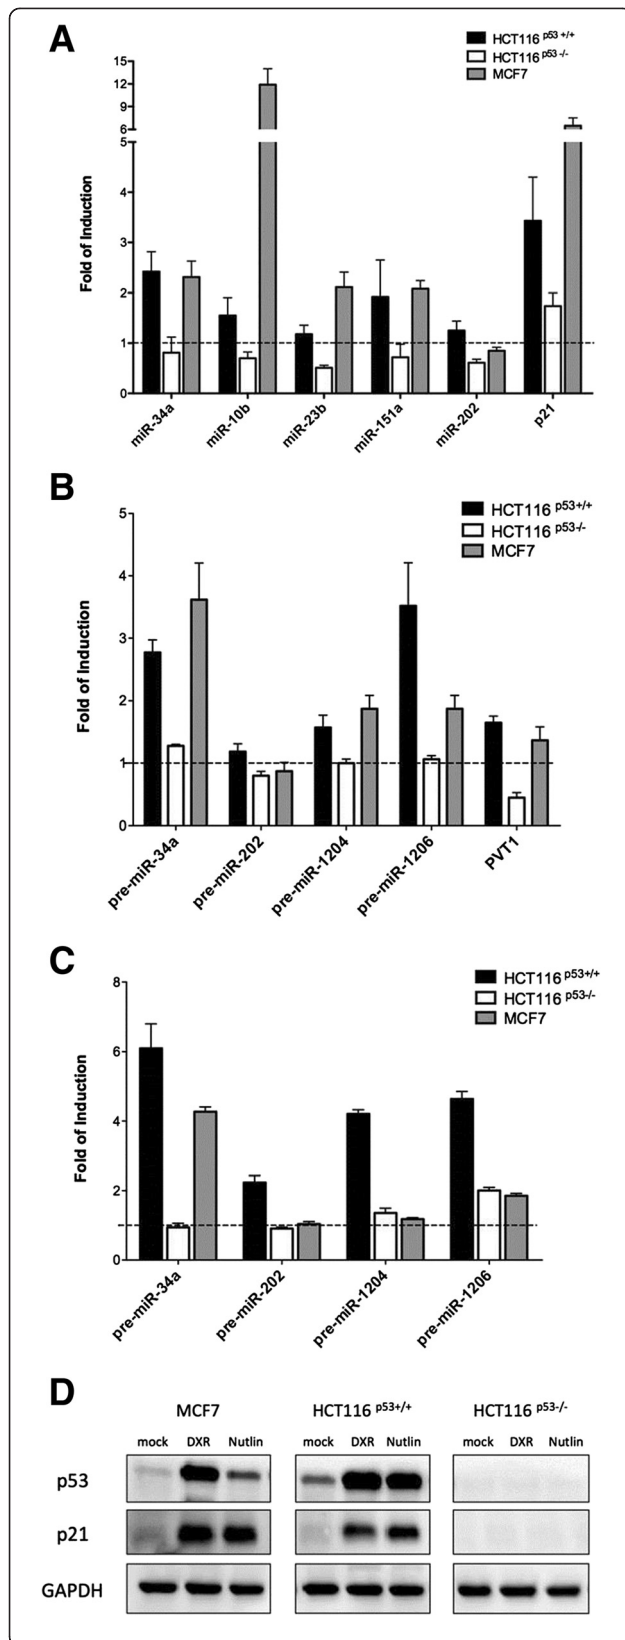 A
HCT116 p53 +/+
HCT116 p53 -/-
MCF7
15
12
9
6
5
4
3
2
1
0
Fold of Induction
miR-34a
miR-10b
miR-23b
miR-151a
miR-202
p21
B
HCT116 p53+/+
HCT116 p53-/-
MCF7
5
4
3
2
1
0
Fold of Induction
pre-miR-34a
pre-miR-202
pre-miR-1204
pre-miR-1206
PVT1
C
HCT116 p53+/+
HCT116 p53-/-
MCF7
8
6
4
2
0
Fold of Induction
pre-miR-34a
pre-miR-202
pre-miR-1204
pre-miR-1206
D
MCF7 HCT116 p53+/+ HCT116 p53-/-
mock DXR Nutlin mock DXR Nutlin mock DXR Nutlin
p53
p21
GAPDH